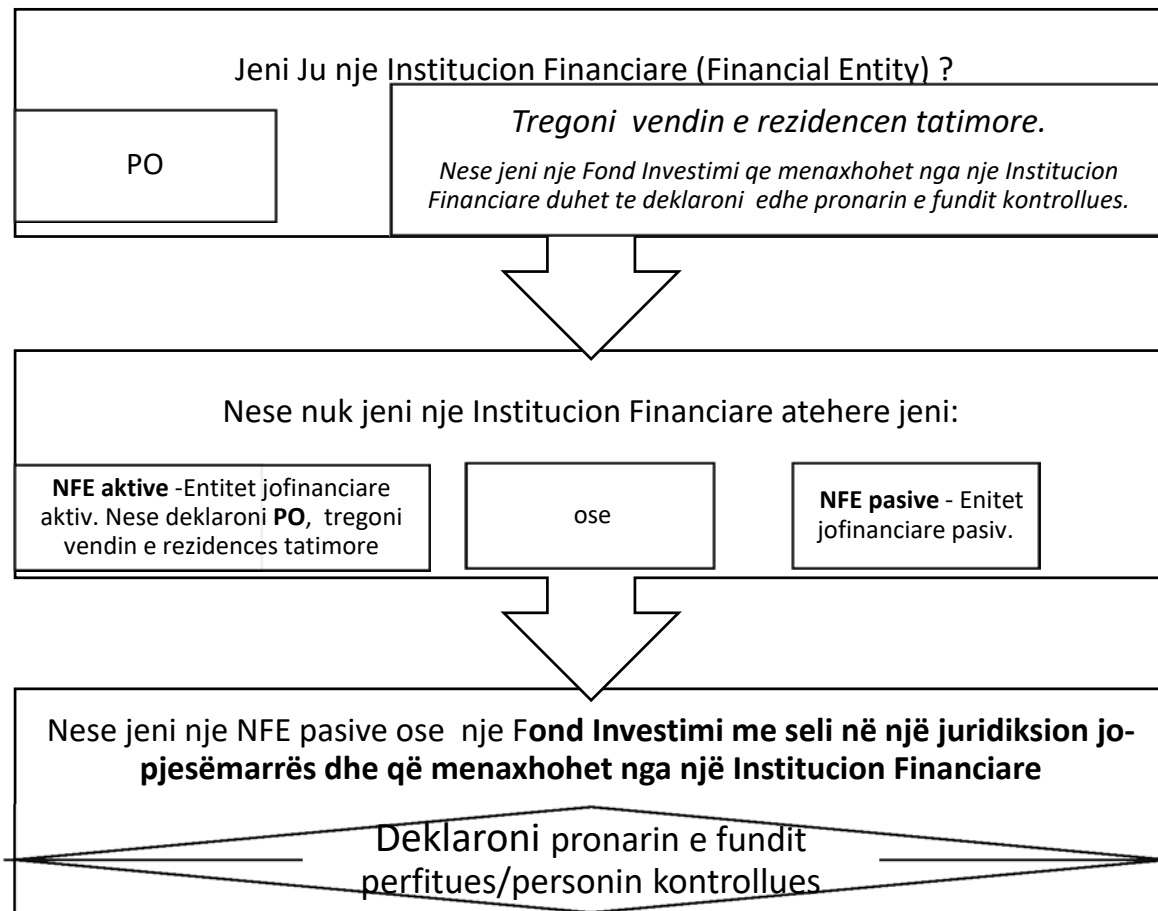 Jeni Ju nje Institucion Financiare (Financial Entity) ?
PO
Tregoni vendin e rezidencen tatimore.
Nese jeni nje Fond Investimi qe menaxhohet nga nje Institucion
Financiare duhet te deklaroni edhe pronarin e fundit kontrollues.
Nese nuk jeni nje Institucion Financiare atehere jeni:
NFE aktive -Entitet jofinanciare
aktiv. Nese deklaroni PO, tregoni
vendin e rezidences tatimore
ose
NFE pasive - Enitet
jofinanciare pasiv.
Nese jeni nje NFE pasive ose nje Fond Investimi me seli në një juridiksion jo-
pjesëmarrës dhe që menaxhohet nga një Institucion Financiare
Deklaroni pronarin e fundit
perfitues/personin kontrollues